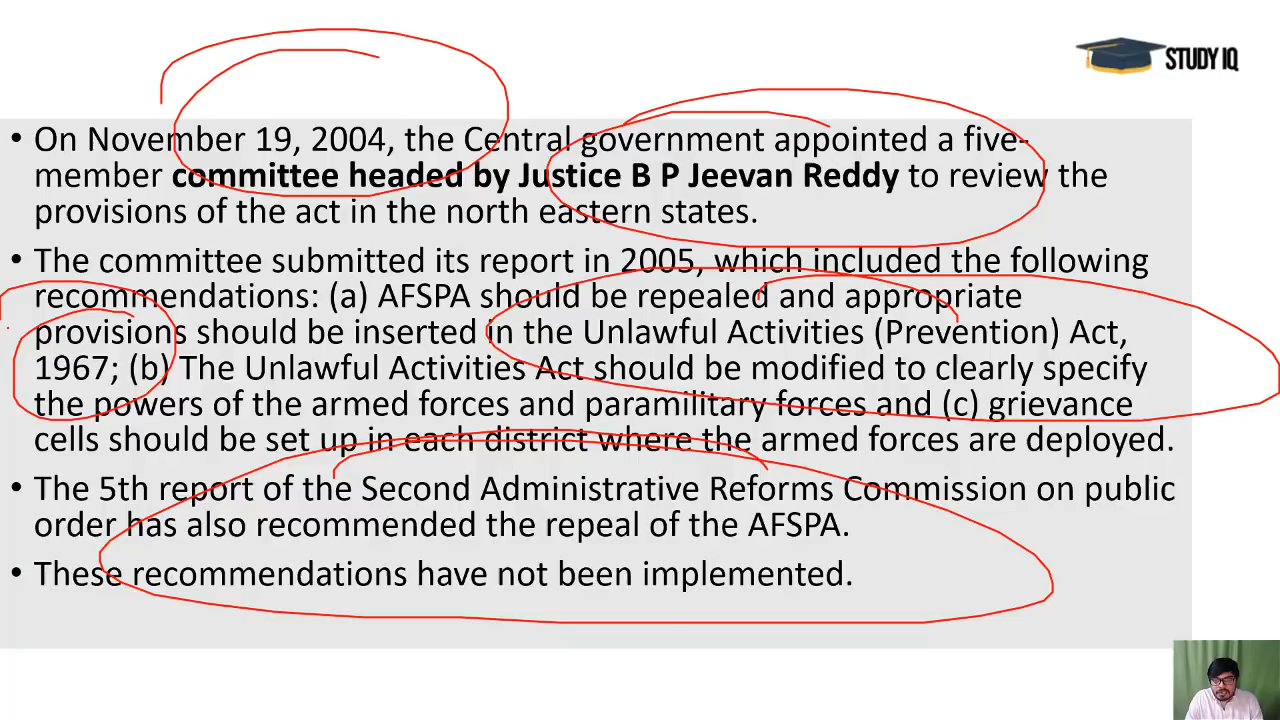 STUDY IQ
• On November 19, 2004, the Central government appointed a five-
member committee headed by Justice B P Jeevan Reddy to review the
provisions of the act in the north eastern states.
• The committee submitted its report in 2005, which included the following
recommendations: (a) AFSPA should be repealed and appropriate
provisions should be inserted in the Unlawful Activities (Prevention) Act,
1967; (b) The Unlawful Activities Act should be modified to clearly specify
the powers of the armed forces and paramilitary forces and (c) grievance
cells should be set up in each district where the armed forces are deployed.
• The 5th report of the Second Administrative Reforms Commission on public
order has also recommended the repeal of the AFSPA.
• These recommendations have not been implemented.